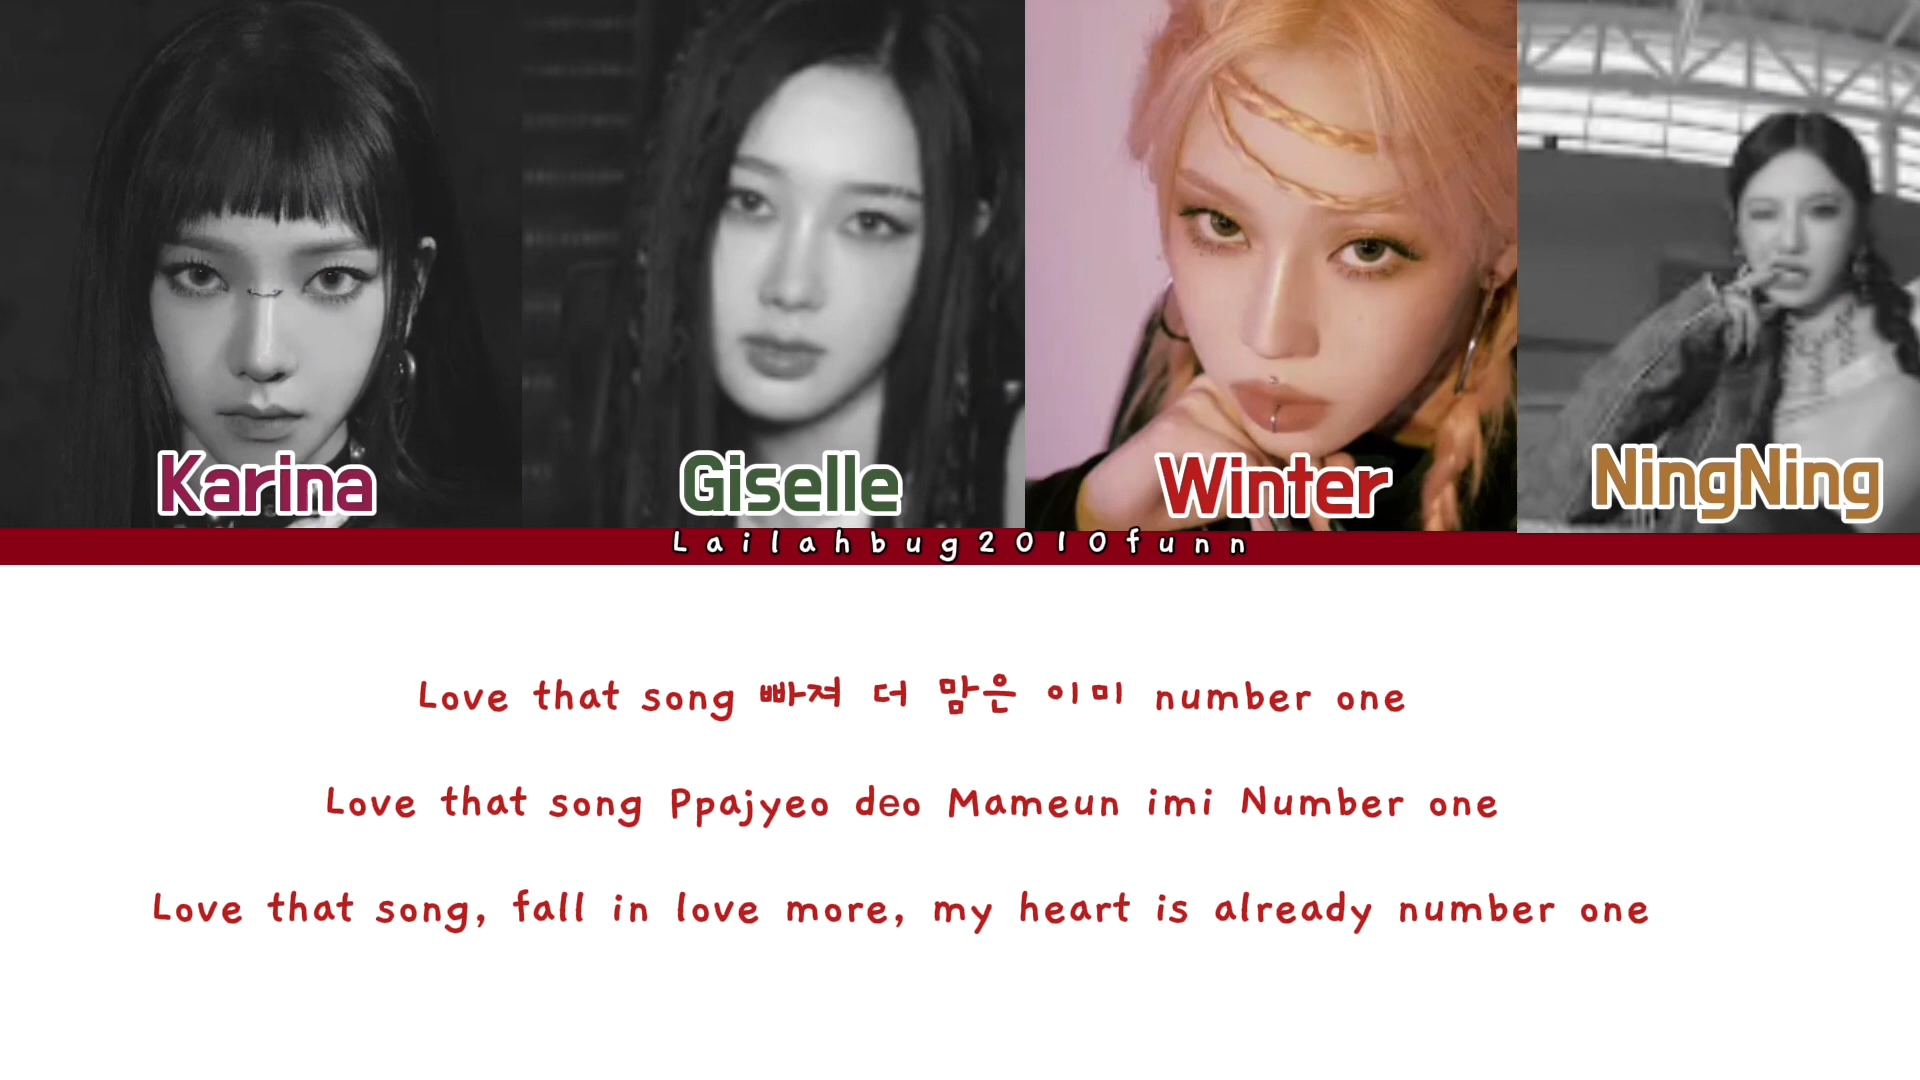 Karina
Giselle
Winter
NingNing
Lailahbug2010funn
Love that song 빠져 더 맘은 이미 number one
Love that song Ppajyeo deo Mameun imi Number one
Love that song, fall in love more, my heart is already number one